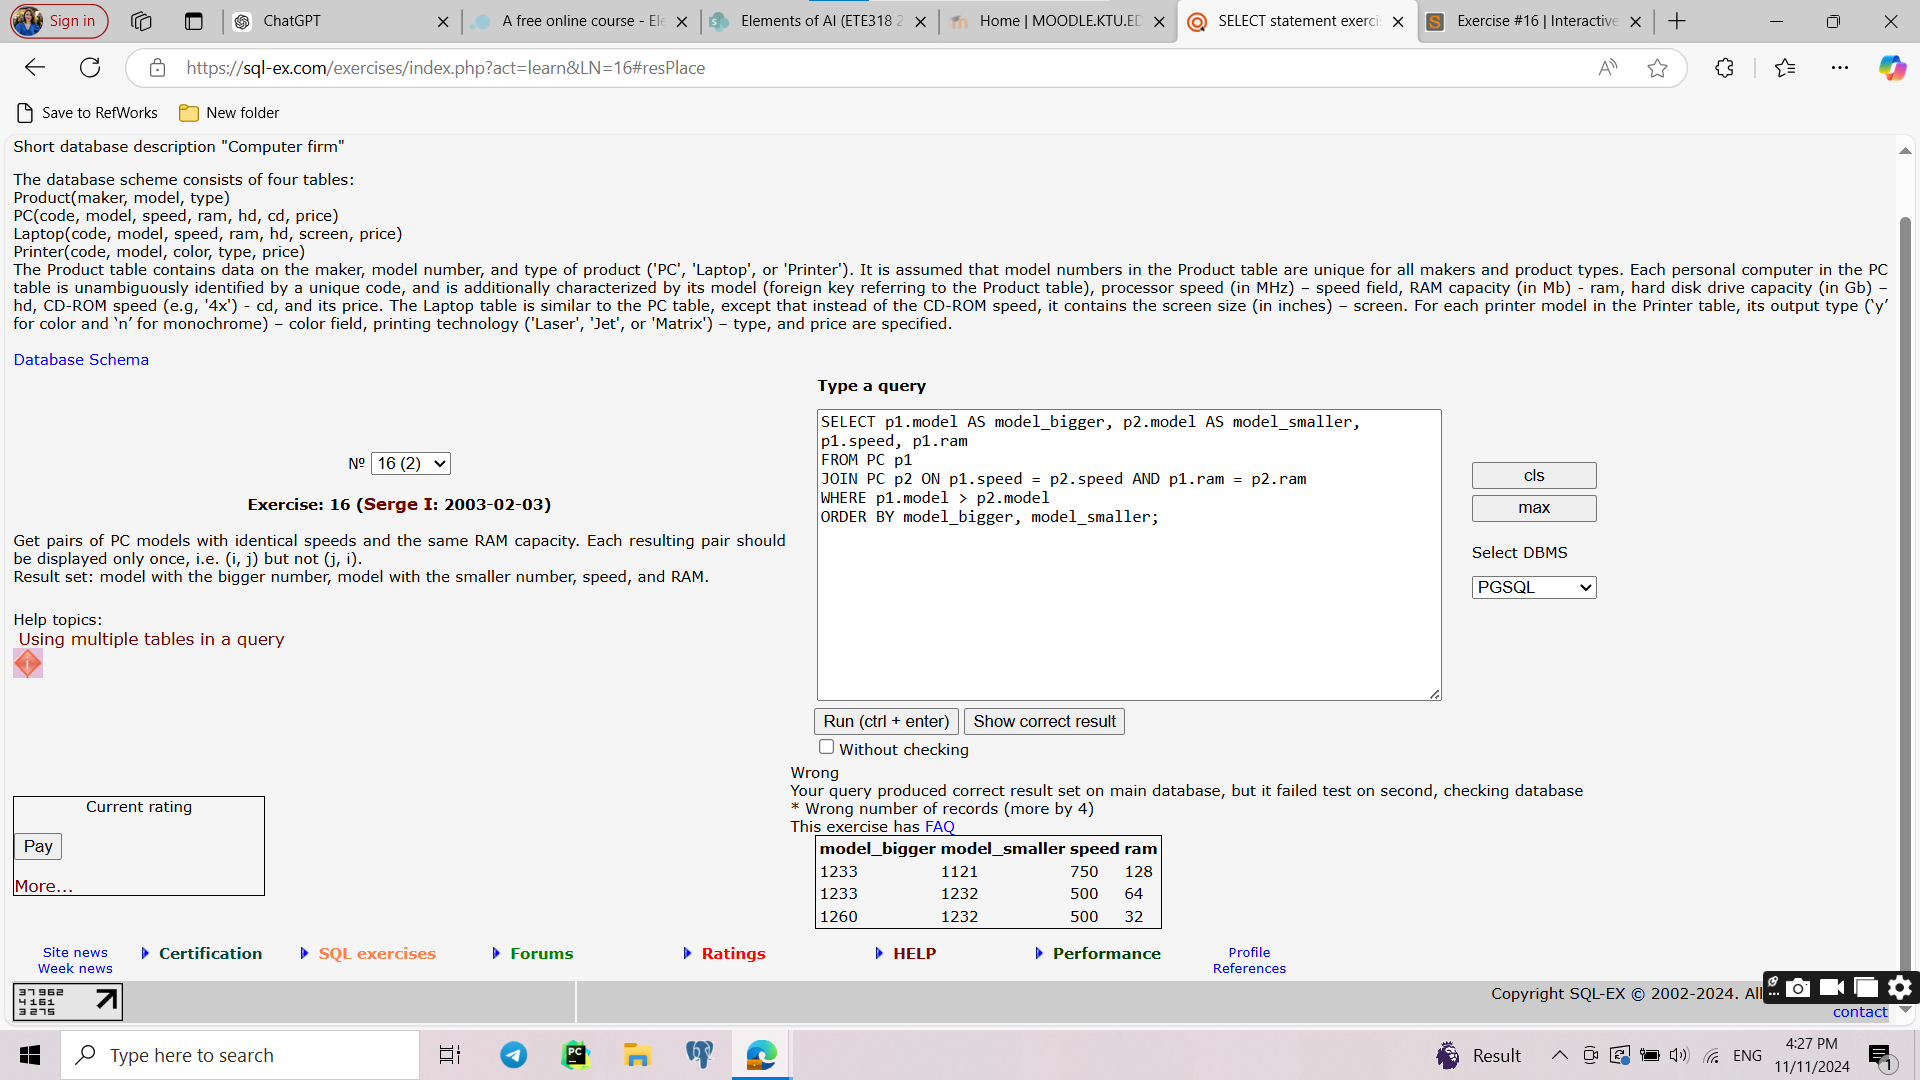 Sign in
ChatGPT
A free online course - Ele
Elements of AI (ETE318 2
Home | MOODLE.KTU.ED
SELECT statement exerci
Exercise #16 | Interactive
https://sql-ex.com/exercises/index.php?act=learn&LN=16#resPlace
Save to RefWorks
New folder
Short database description "Computer firm"
The database scheme consists of four tables:
Product(maker, model, type)
PC(code, model, speed, ram, hd, cd, price)
Laptop(code, model, speed, ram, hd, screen, price)
Printer(code, model, color, type, price)
The Product table contains data on the maker, model number, and type of product ('PC', 'Laptop', or 'Printer'). It is assumed that model numbers in the Product table are unique for all makers and product types. Each personal computer in the PC
table is unambiguously identified by a unique code, and is additionally characterized by its model (foreign key referring to the Product table), processor speed (in MHz) – speed field, RAM capacity (in Mb) - ram, hard disk drive capacity (in Gb) –
hd, CD-ROM speed (e.g, '4x') - cd, and its price. The Laptop table is similar to the PC table, except that instead of the CD-ROM speed, it contains the screen size (in inches) – screen. For each printer model in the Printer table, its output type (‘y’
for color and ‘n’ for monochrome) – color field, printing technology ('Laser', 'Jet', or 'Matrix') – type, and price are specified.
Database Schema
Type a query
Nº 16 (2)
Exercise: 16 (Serge I: 2003-02-03)
Get pairs of PC models with identical speeds and the same RAM capacity. Each resulting pair should
be displayed only once, i.e. (i, j) but not (j, i).
Result set: model with the bigger number, model with the smaller number, speed, and RAM.
Help topics:
Using multiple tables in a query
SELECT p1.model AS model_bigger, p2.model AS model_smaller,
p1.speed, p1.ram
FROM PC p1
JOIN PC p2 ON p1.speed = p2.speed AND p1.ram = p2.ram
WHERE p1.model > p2.model
ORDER BY model_bigger, model_smaller;
cls
max
Select DBMS
PGSQL
Run (ctrl + enter)
Show correct result
Without checking
Wrong
Your query produced correct result set on main database, but it failed test on second, checking database
* Wrong number of records (more by 4)
This exercise has FAQ
model_bigger model_smaller speed ram
1233 1121 750 128
1233 1232 500 64
1260 1232 500 32
Current rating
Pay
More...
Site news
Week news
Certification
SQL exercises
Forums
Ratings
HELP
Performance
Profile
References
37962
4161
3275
Copyright SQL-EX © 2002-2024. All
contact
Type here to search
PC
Result
ENG
4:27 PM
11/11/2024
1